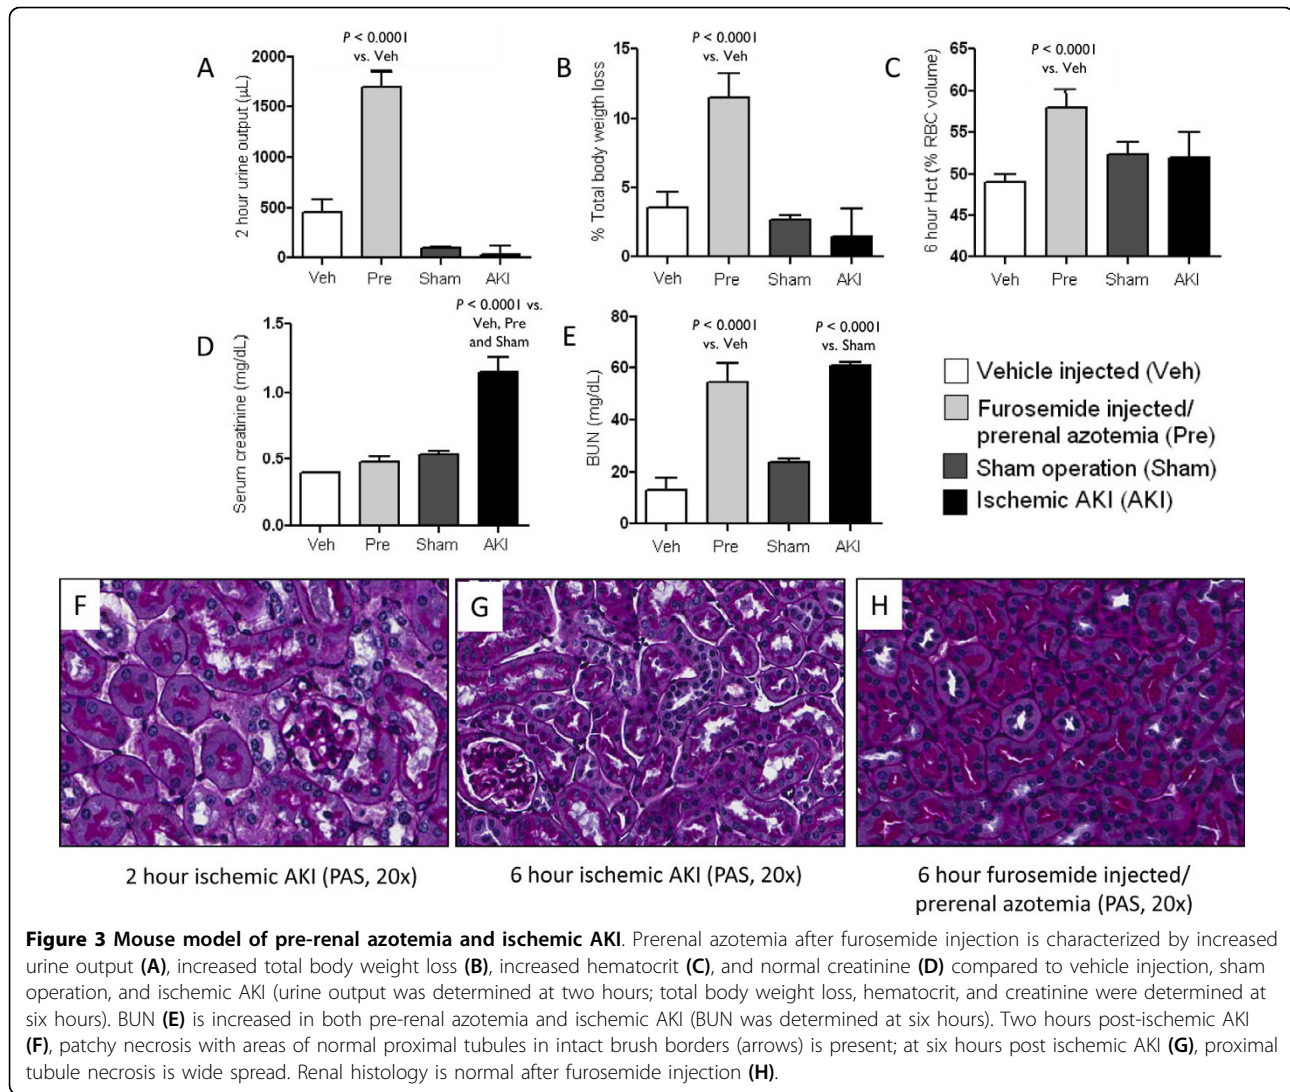 A
P < 0.0001
vs. Veh
2 hour urine output (µL)
2000
1500
1000
500
0
Veh Pre Sham AKI
B
P < 0.0001
vs. Veh
% Total body weigth loss
15
10
5
0
Veh Pre Sham AKI
C
P < 0.0001
vs. Veh
6 hour Hct (% RBC volume)
65
60
55
50
45
40
Veh Pre Sham AKI
D
P < 0.0001 vs.
Veh, Pre
and Sham
Serum creatinine (mg/dL)
1.5
1.0
0.5
0.0
Veh Pre Sham AKI
E
P < 0.0001
vs. Veh
P < 0.0001
vs. Sham
BUN (mg/dL)
80
60
40
20
0
Veh Pre Sham AKI
Vehicle injected (Veh)
Furosemide injected/
prerenal azotemia (Pre)
Sham operation (Sham)
Ischemic AKI (AKI)
F
G
H
2 hour ischemic AKI (PAS, 20x)
6 hour ischemic AKI (PAS, 20x)
6 hour furosemide injected/
prerenal azotemia (PAS, 20x)
Figure 3 Mouse model of pre-renal azotemia and ischemic AKI. Prerenal azotemia after furosemide injection is characterized by increased
urine output (A), increased total body weight loss (B), increased hematocrit (C), and normal creatinine (D) compared to vehicle injection, sham
operation, and ischemic AKI (urine output was determined at two hours; total body weight loss, hematocrit, and creatinine were determined at
six hours). BUN (E) is increased in both pre-renal azotemia and ischemic AKI (BUN was determined at six hours). Two hours post-ischemic AKI
(F), patchy necrosis with areas of normal proximal tubules in intact brush borders (arrows) is present; at six hours post ischemic AKI (G), proximal
tubule necrosis is wide spread. Renal histology is normal after furosemide injection (H).